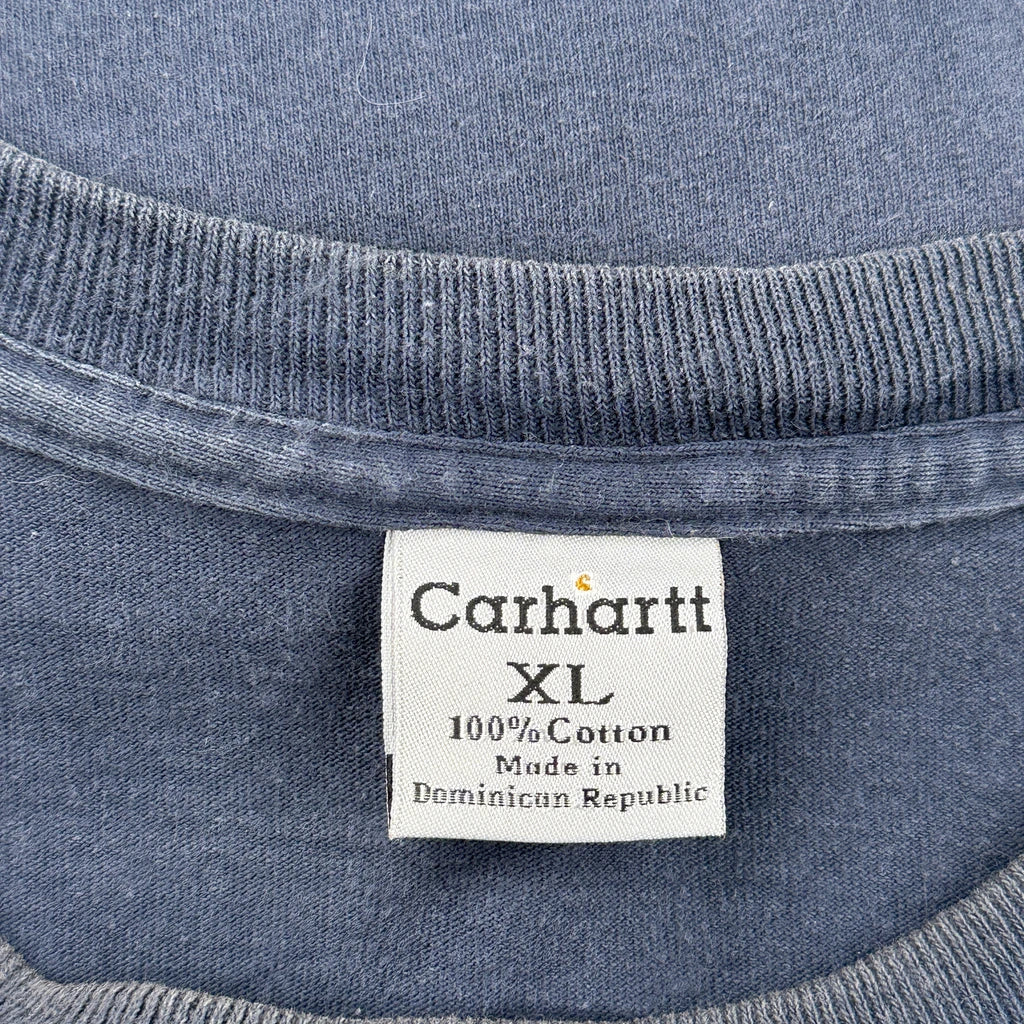 Carhartt
XL
100% Cotton
Made in
Dominican Republic